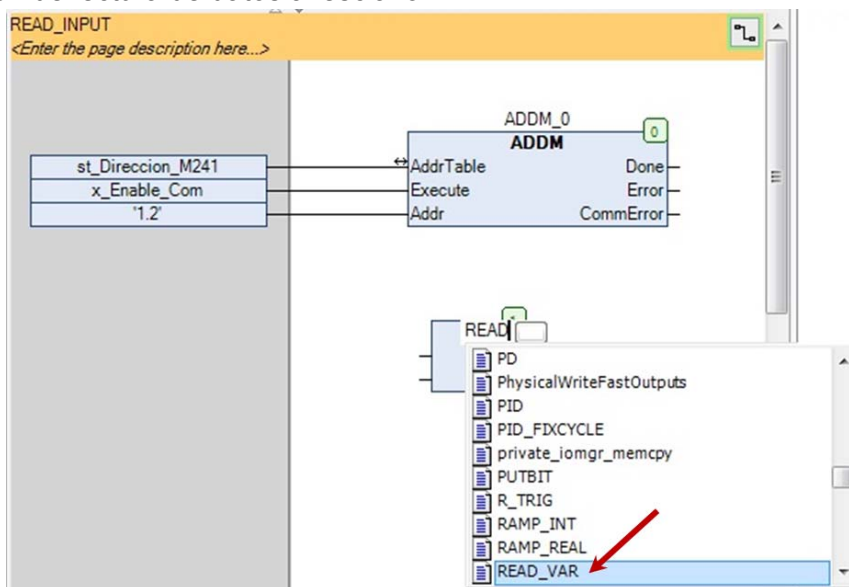 READ_INPUT
<Enter the page description here...>
ADDM_0
0
ADDM
st_Direccion_M241
AddrTable
Done
x_Enable_Com
Execute
Error
'1.2'
Addr
CommError
READ
PD
PhysicalWriteFastOutputs
PID
PID_FIXCYCLE
private_iomgr_memcpy
PUTBIT
R_TRIG
RAMP_INT
RAMP_REAL
READ_VAR